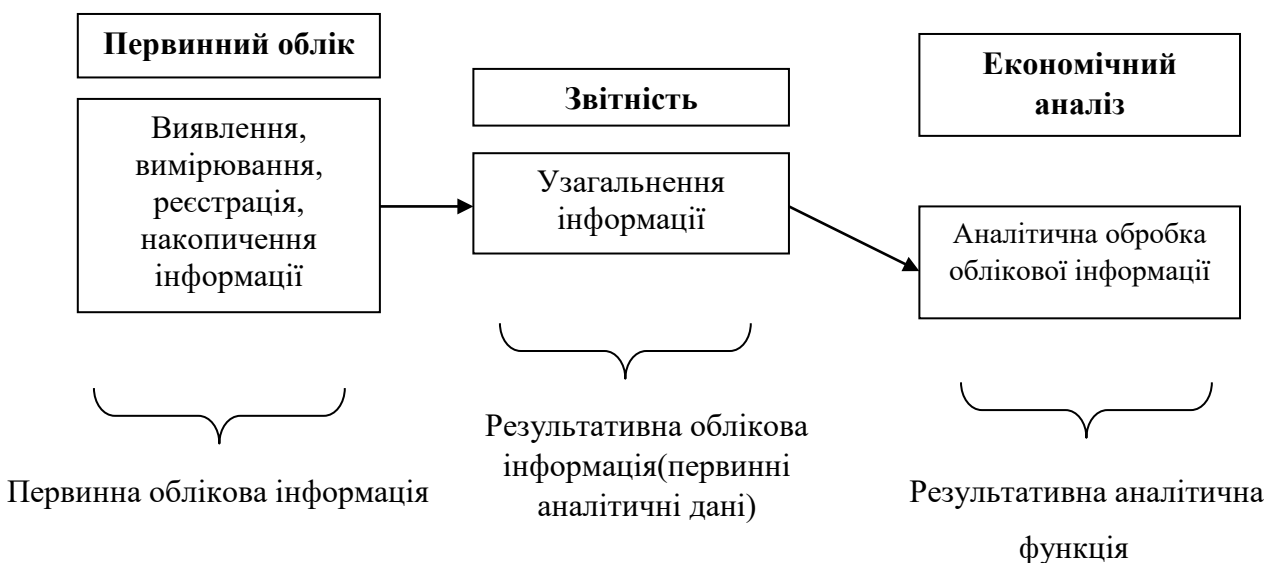 Первинний облік
Виявлення,
вимірювання,
реєстрація,
накопичення
інформації
Первинна облікова інформація
Звітність
Узагальнення
інформації
Результативна облікова
інформація(первинні
аналітичні дані)
Економічний
аналіз
Аналітична обробка
облікової інформації
Результативна аналітична
функція